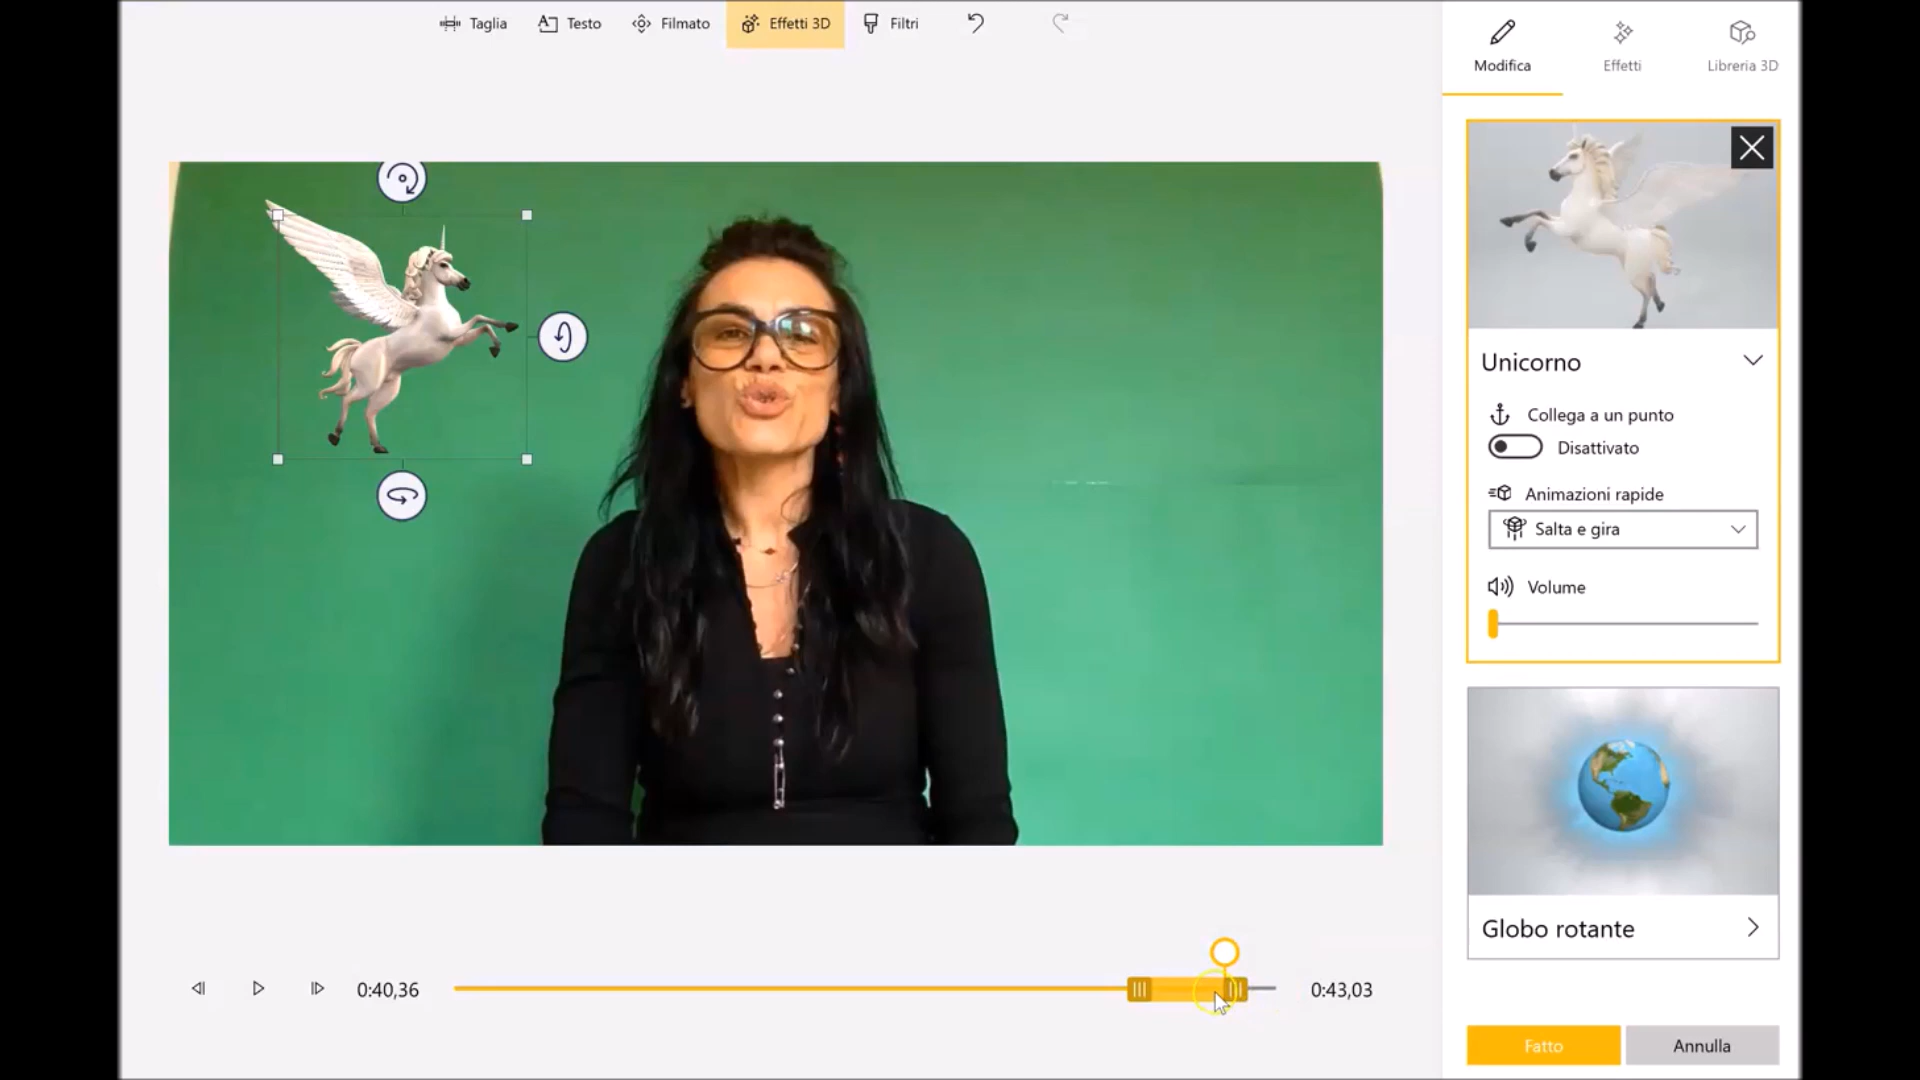 Taglia
Testo
Filmato
Effetti 3D
Filtri
Modifica
Effetti
Libreria 3D
Unicorno
Collega a un punto
Disattivato
Animazioni rapide
Salta e gira
Volume
Globo rotante
0:40,36
0:43,03
Fatto
Annulla